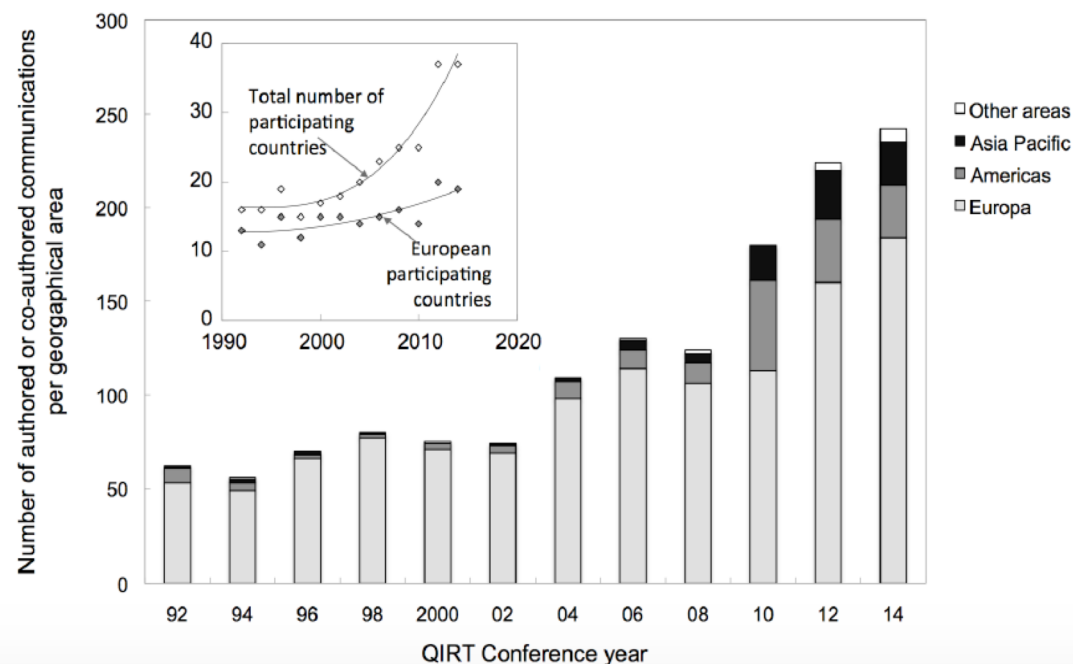 Number of authored or co-authored communications
per georgaphical area
300
250
200
150
100
50
0
40
30
20
10
0
1990
2000
2010
2020
Total number of
participating
countries
European
participating
countries
Other areas
Asia Pacific
Americas
Europa
92
94
96
98
2000
02
04
06
08
10
12
14
QIRT Conference year